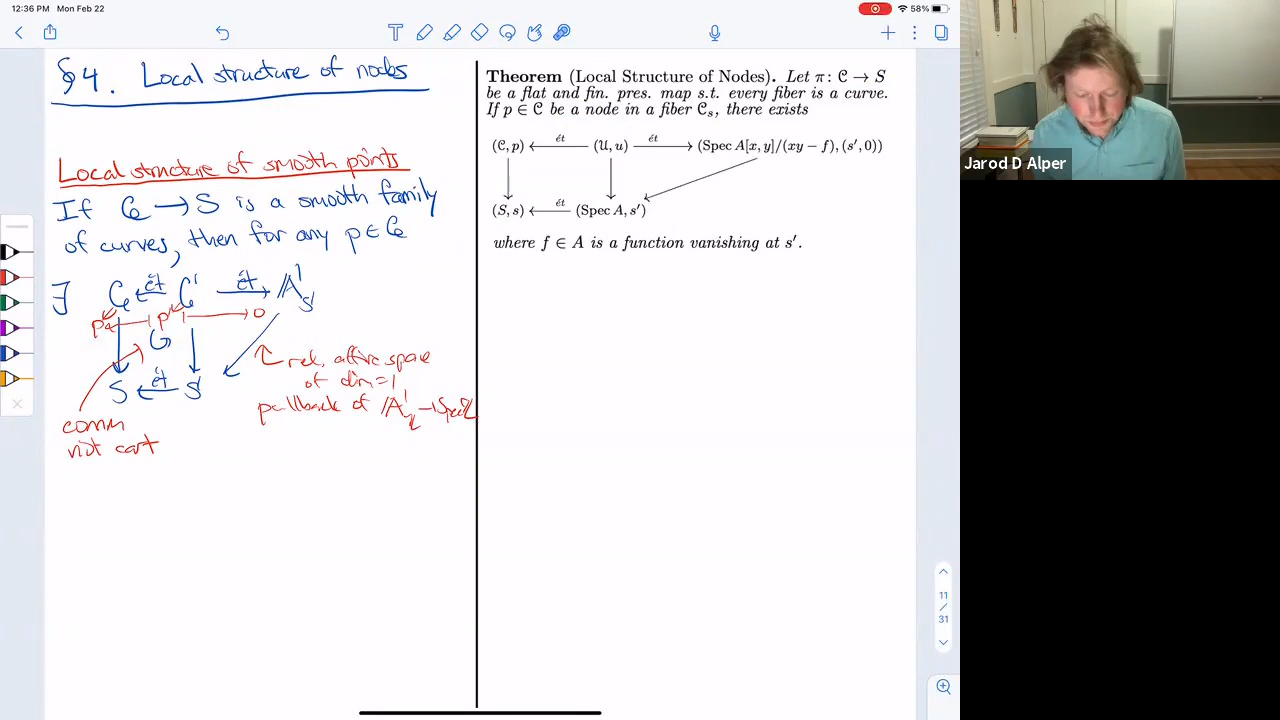 12:36 PM Mon Feb 22
58%
§4. Local structure of nodes
Local structure of smooth points
If 𝒞 → S is a smooth family
of curves, then for any p ∈ 𝒞
∃ 𝒞 ←ét 𝒞' →ét 𝔸¹_S'
p ← p' → 0
S ←ét S'
rel. affine space
of dim = 1
pullback of 𝔸¹_ℤ → Spec ℤ
comm
not cart
Theorem (Local Structure of Nodes). Let π: 𝒞 → S
be a flat and fin. pres. map s.t. every fiber is a curve.
If p ∈ 𝒞 be a node in a fiber 𝒞_s, there exists
(𝒞, p) ←ét (𝒰, u) →ét (Spec A[x, y]/(xy − f), (s′, 0))
(S, s) ←ét (Spec A, s′)
where f ∈ A is a function vanishing at s′.
11
/
31
Jarod D Alper